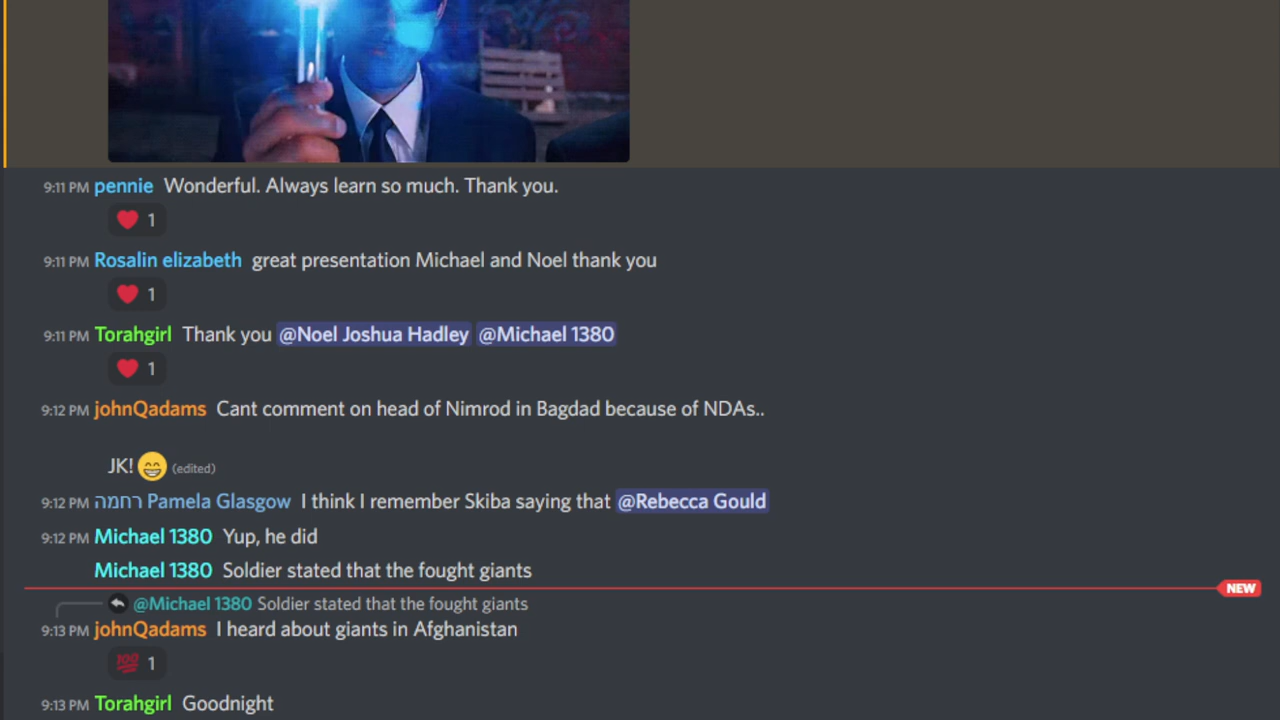 9:11 PM pennie Wonderful. Always learn so much. Thank you.
❤️ 1
9:11 PM Rosalin elizabeth great presentation Michael and Noel thank you
❤️ 1
9:11 PM Torahgirl Thank you @Noel Joshua Hadley @Michael 1380
❤️ 1
9:12 PM johnQadams Cant comment on head of Nimrod in Bagdad because of NDAs..
JK! 😁 (edited)
9:12 PM רחמה Pamela Glasgow I think I remember Skiba saying that @Rebecca Gould
9:12 PM Michael 1380 Yup, he did
Michael 1380 Soldier stated that the fought giants
NEW
@Michael 1380 Soldier stated that the fought giants
9:13 PM johnQadams I heard about giants in Afghanistan
💯 1
9:13 PM Torahgirl Goodnight